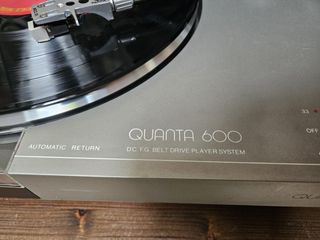 QUANTA 600
AUTOMATIC RETURN
D.C. F.G. BELT DRIVE PLAYER SYSTEM
33
OFF